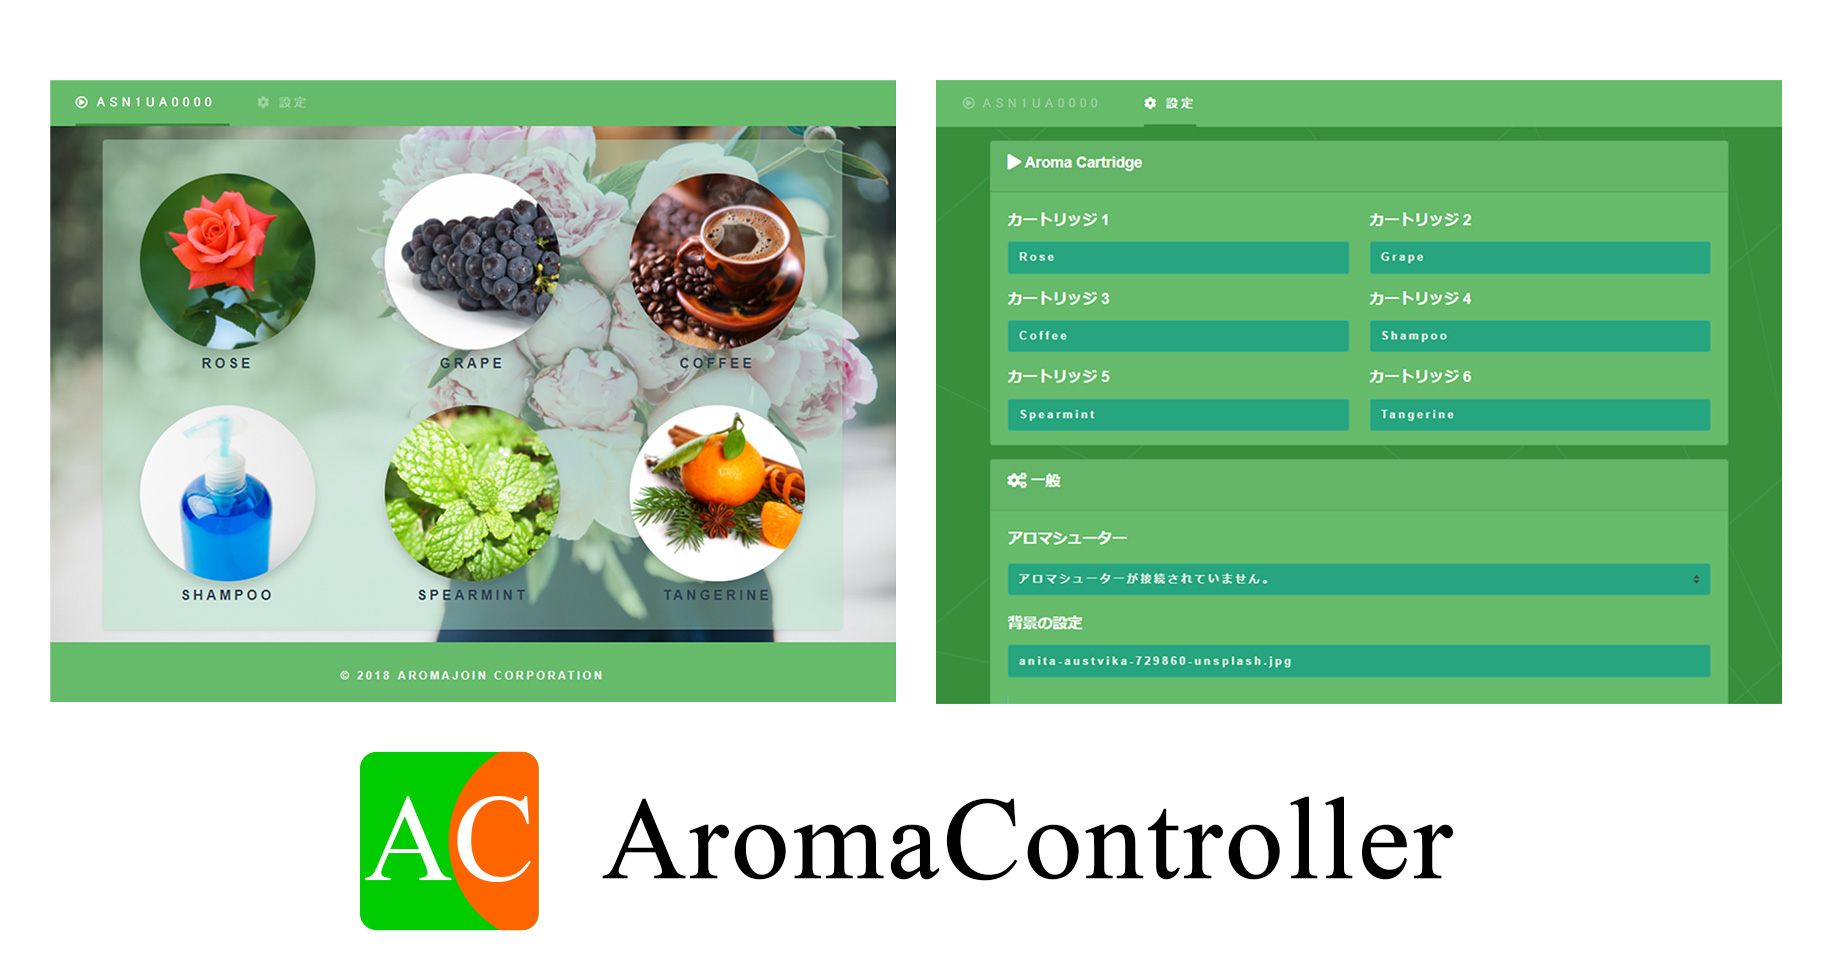 ASN1UA0000 設定
ROSE GRAPE COFFEE
SHAMPOO SPEARMINT TANGERINE
© 2018 AROMAJOIN CORPORATION
ASN1UA0000 設定
Aroma Cartridge
カートリッジ 1 カートリッジ 2
Rose Grape
カートリッジ 3 カートリッジ 4
Coffee Shampoo
カートリッジ 5 カートリッジ 6
Spearmint Tangerine
一般
アロマシューター
アロマシューターが接続されていません。
背景の設定
anita-austvika-729860-unsplash.jpg
AC AromaController